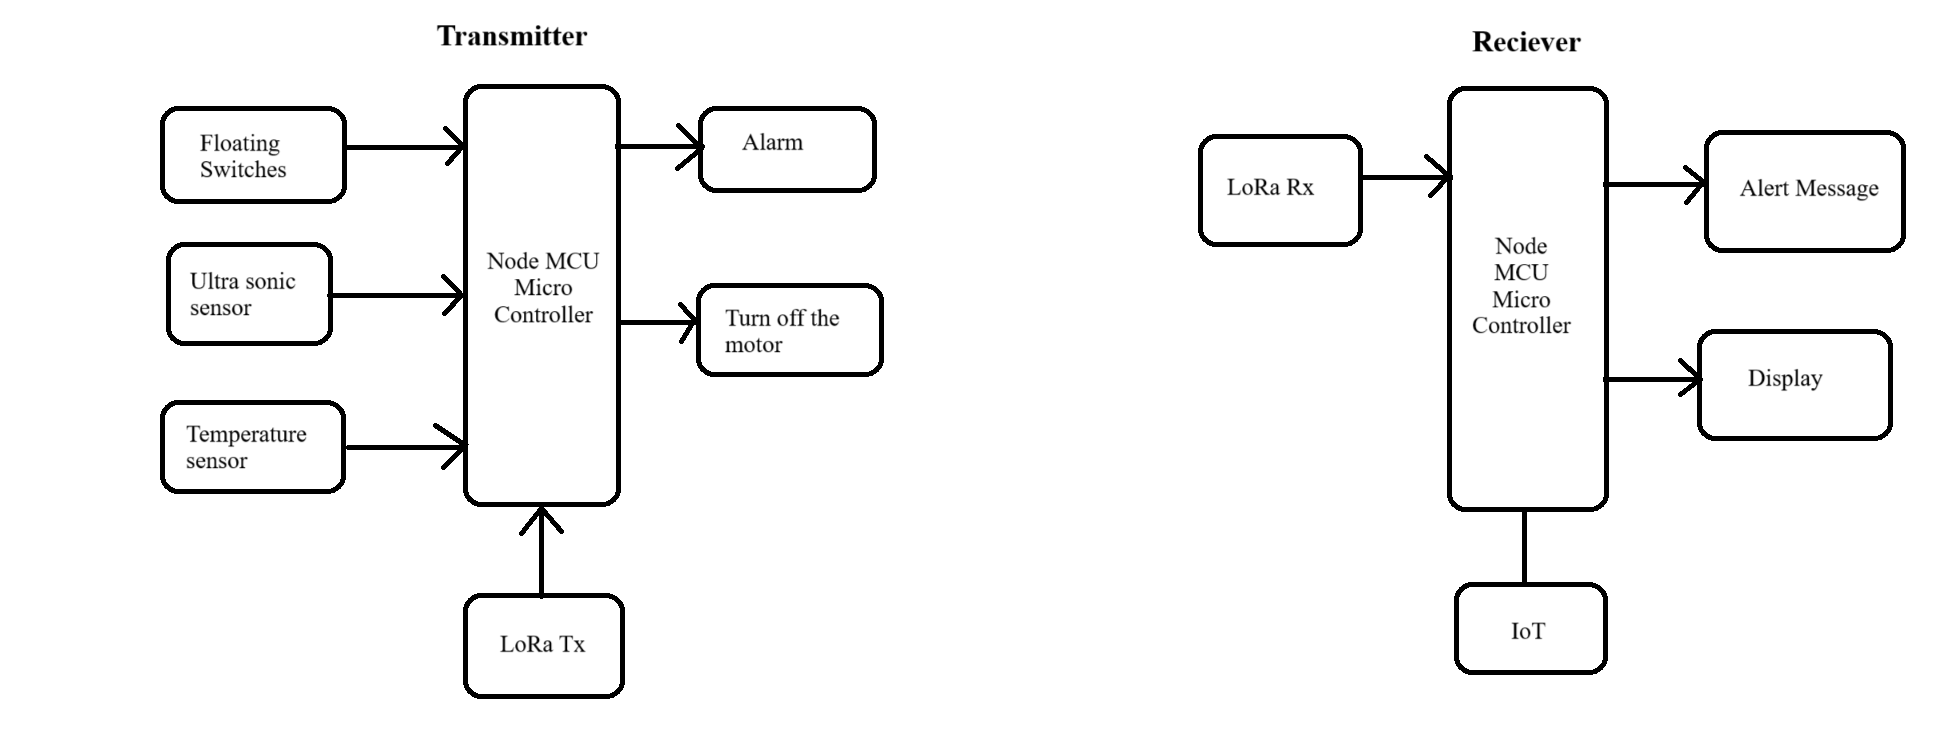 Transmitter
Floating
Switches
Ultra sonic
sensor
Temperature
sensor
Node MCU
Micro
Controller
Alarm
Turn off the
motor
LoRa Tx
Reciever
LoRa Rx
Node
MCU
Micro
Controller
Alert Message
Display
IoT